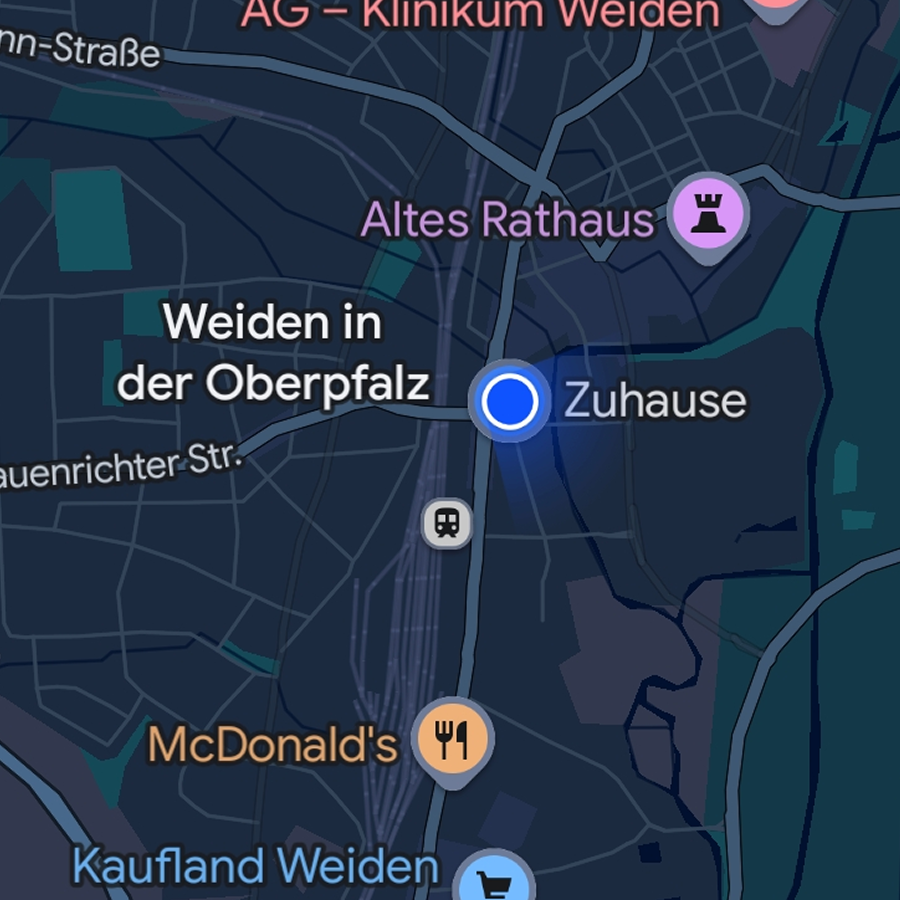 AG – Klinikum Weiden
nn-Straße
Altes Rathaus
Weiden in
der Oberpfalz
Zuhause
auenrichter Str.
McDonald's
Kaufland Weiden